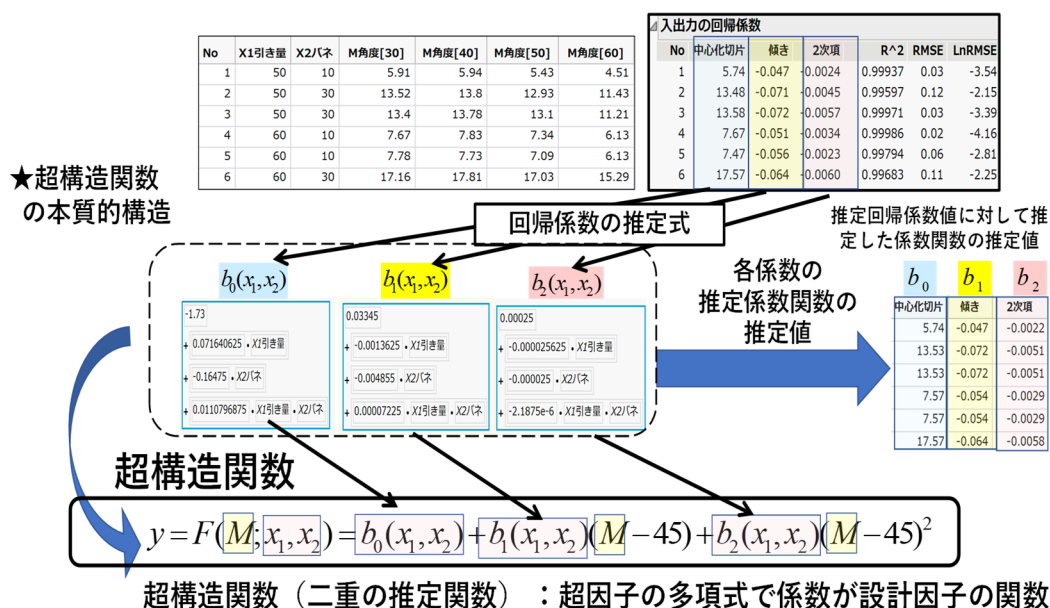 入出力の回帰係数
No X1引き量 X2バネ M角度[30] M角度[40] M角度[50] M角度[60]
1 50 10 5.91 5.94 5.43 4.51
2 50 30 13.52 13.8 12.93 11.43
3 50 30 13.4 13.78 13.1 11.21
4 60 10 7.67 7.83 7.34 6.13
5 60 10 7.78 7.73 7.09 6.13
6 60 30 17.16 17.81 17.03 15.29
No 中心化切片 傾き 2次項 R^2 RMSE LnRMSE
1 5.74 -0.047 -0.0024 0.99937 0.03 -3.54
2 13.48 -0.071 -0.0045 0.99597 0.12 -2.15
3 13.58 -0.072 -0.0057 0.99971 0.03 -3.39
4 7.67 -0.051 -0.0034 0.99986 0.02 -4.16
5 7.47 -0.056 -0.0023 0.99794 0.06 -2.81
6 17.57 -0.064 -0.0060 0.99683 0.11 -2.25
★超構造関数
の本質的構造
回帰係数の推定式
推定回帰係数値に対して推
定した係数関数の推定値
b₀(x₁,x₂)
-1.73
+ 0.071640625 • X1引き量
+ -0.16475 • X2バネ
+ 0.0110796875 • X1引き量 • X2バネ
b₁(x₁,x₂)
0.03345
+ -0.0013625 • X1引き量
+ -0.004855 • X2バネ
+ 0.00007225 • X1引き量 • X2バネ
b₂(x₁,x₂)
0.00025
+ -0.000025625 • X1引き量
+ -0.000025 • X2バネ
+ -2.1875e-6 • X1引き量 • X2バネ
各係数の
推定係数関数の
推定値
b₀ b₁ b₂
中心化切片 傾き 2次項
5.74 -0.047 -0.0022
13.53 -0.072 -0.0051
13.53 -0.072 -0.0051
7.57 -0.054 -0.0029
7.57 -0.054 -0.0029
17.57 -0.064 -0.0058
超構造関数
y = F(M; x₁, x₂) = b₀(x₁, x₂) + b₁(x₁, x₂)(M − 45) + b₂(x₁, x₂)(M − 45)²
超構造関数（二重の推定関数）：超因子の多項式で係数が設計因子の関数